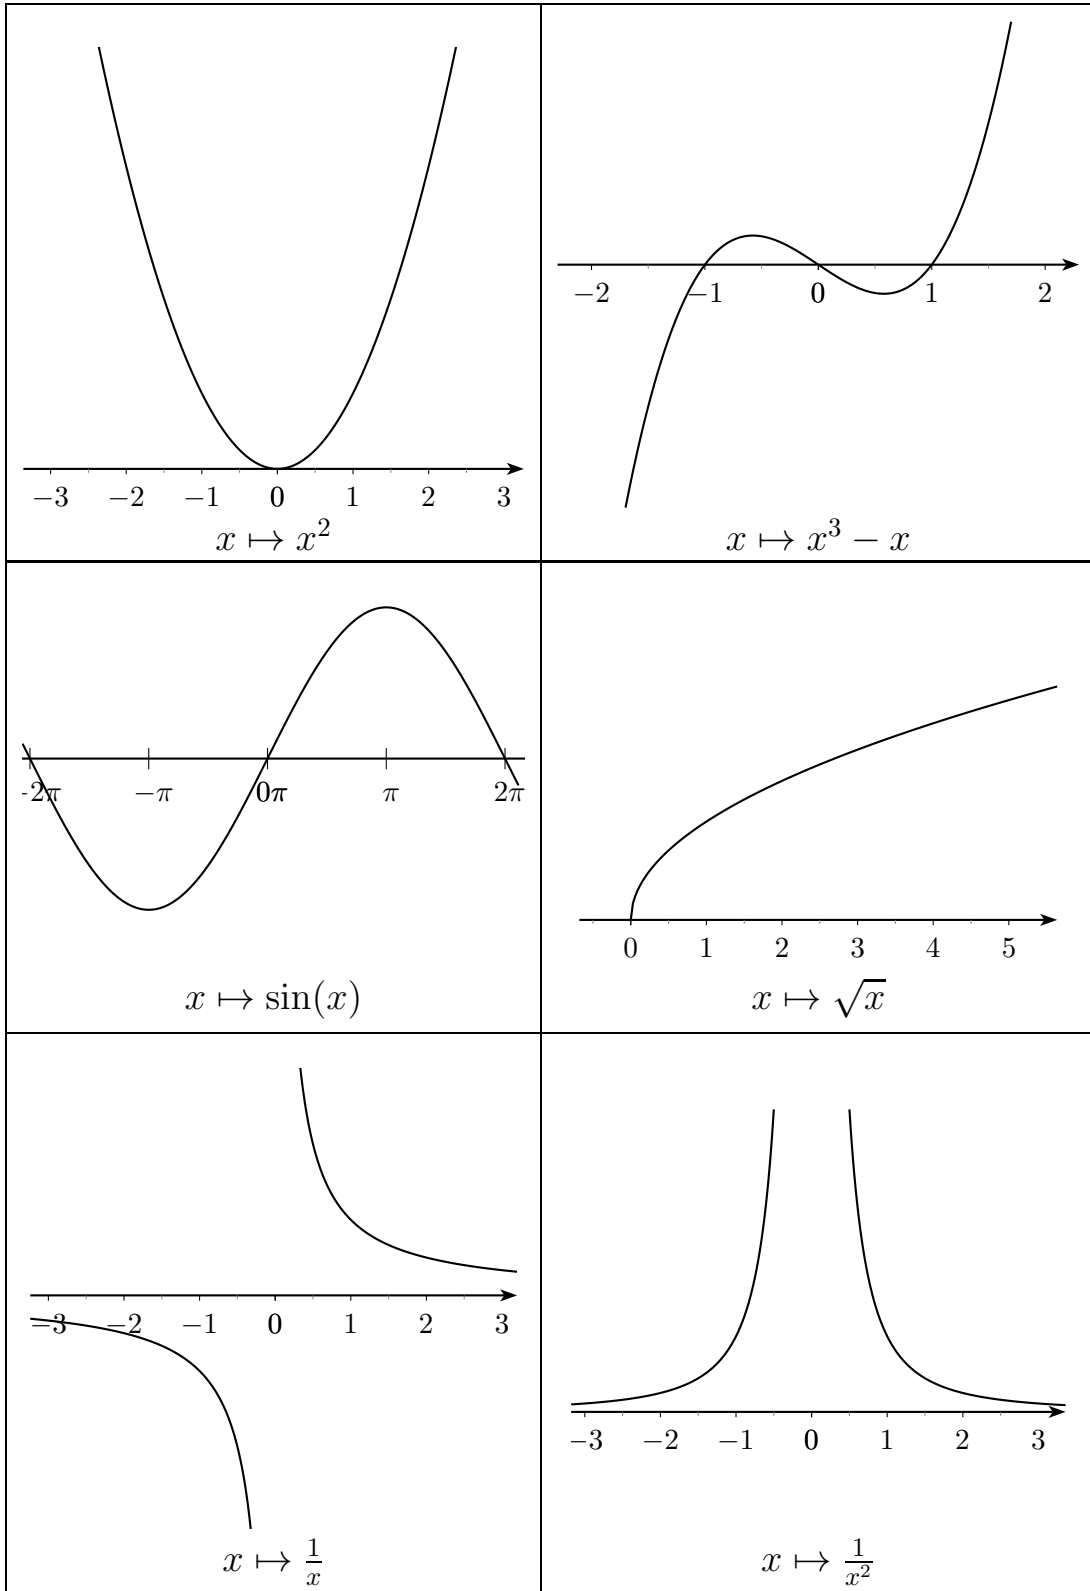 −3 −2 −1 0 1 2 3
x ↦ x²
−2 −1 0 1 2
x ↦ x³ − x
-2π −π 0π π 2π
x ↦ sin(x)
0 1 2 3 4 5
x ↦ √x
−3 −2 −1 0 1 2 3
x ↦ 1/x
−3 −2 −1 0 1 2 3
x ↦ 1/x²